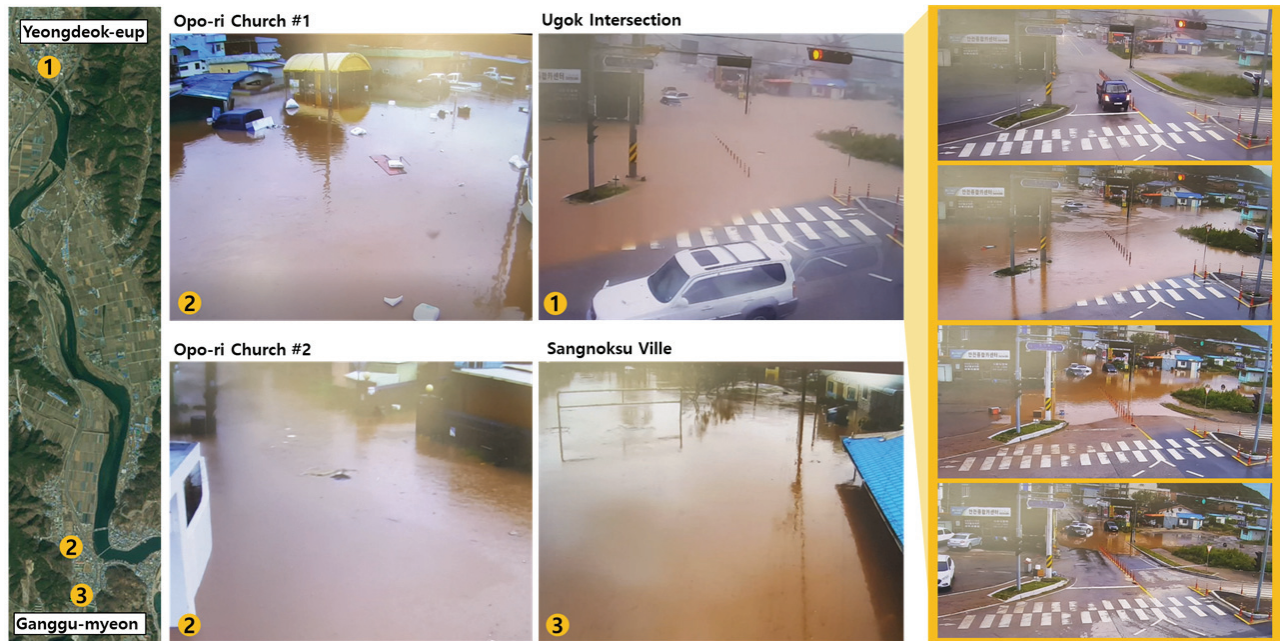 Yeongdeok-eup
1
2
3
Ganggu-myeon
Opo-ri Church #1
2
Ugok Intersection
1
Opo-ri Church #2
2
Sangnoksu Ville
3